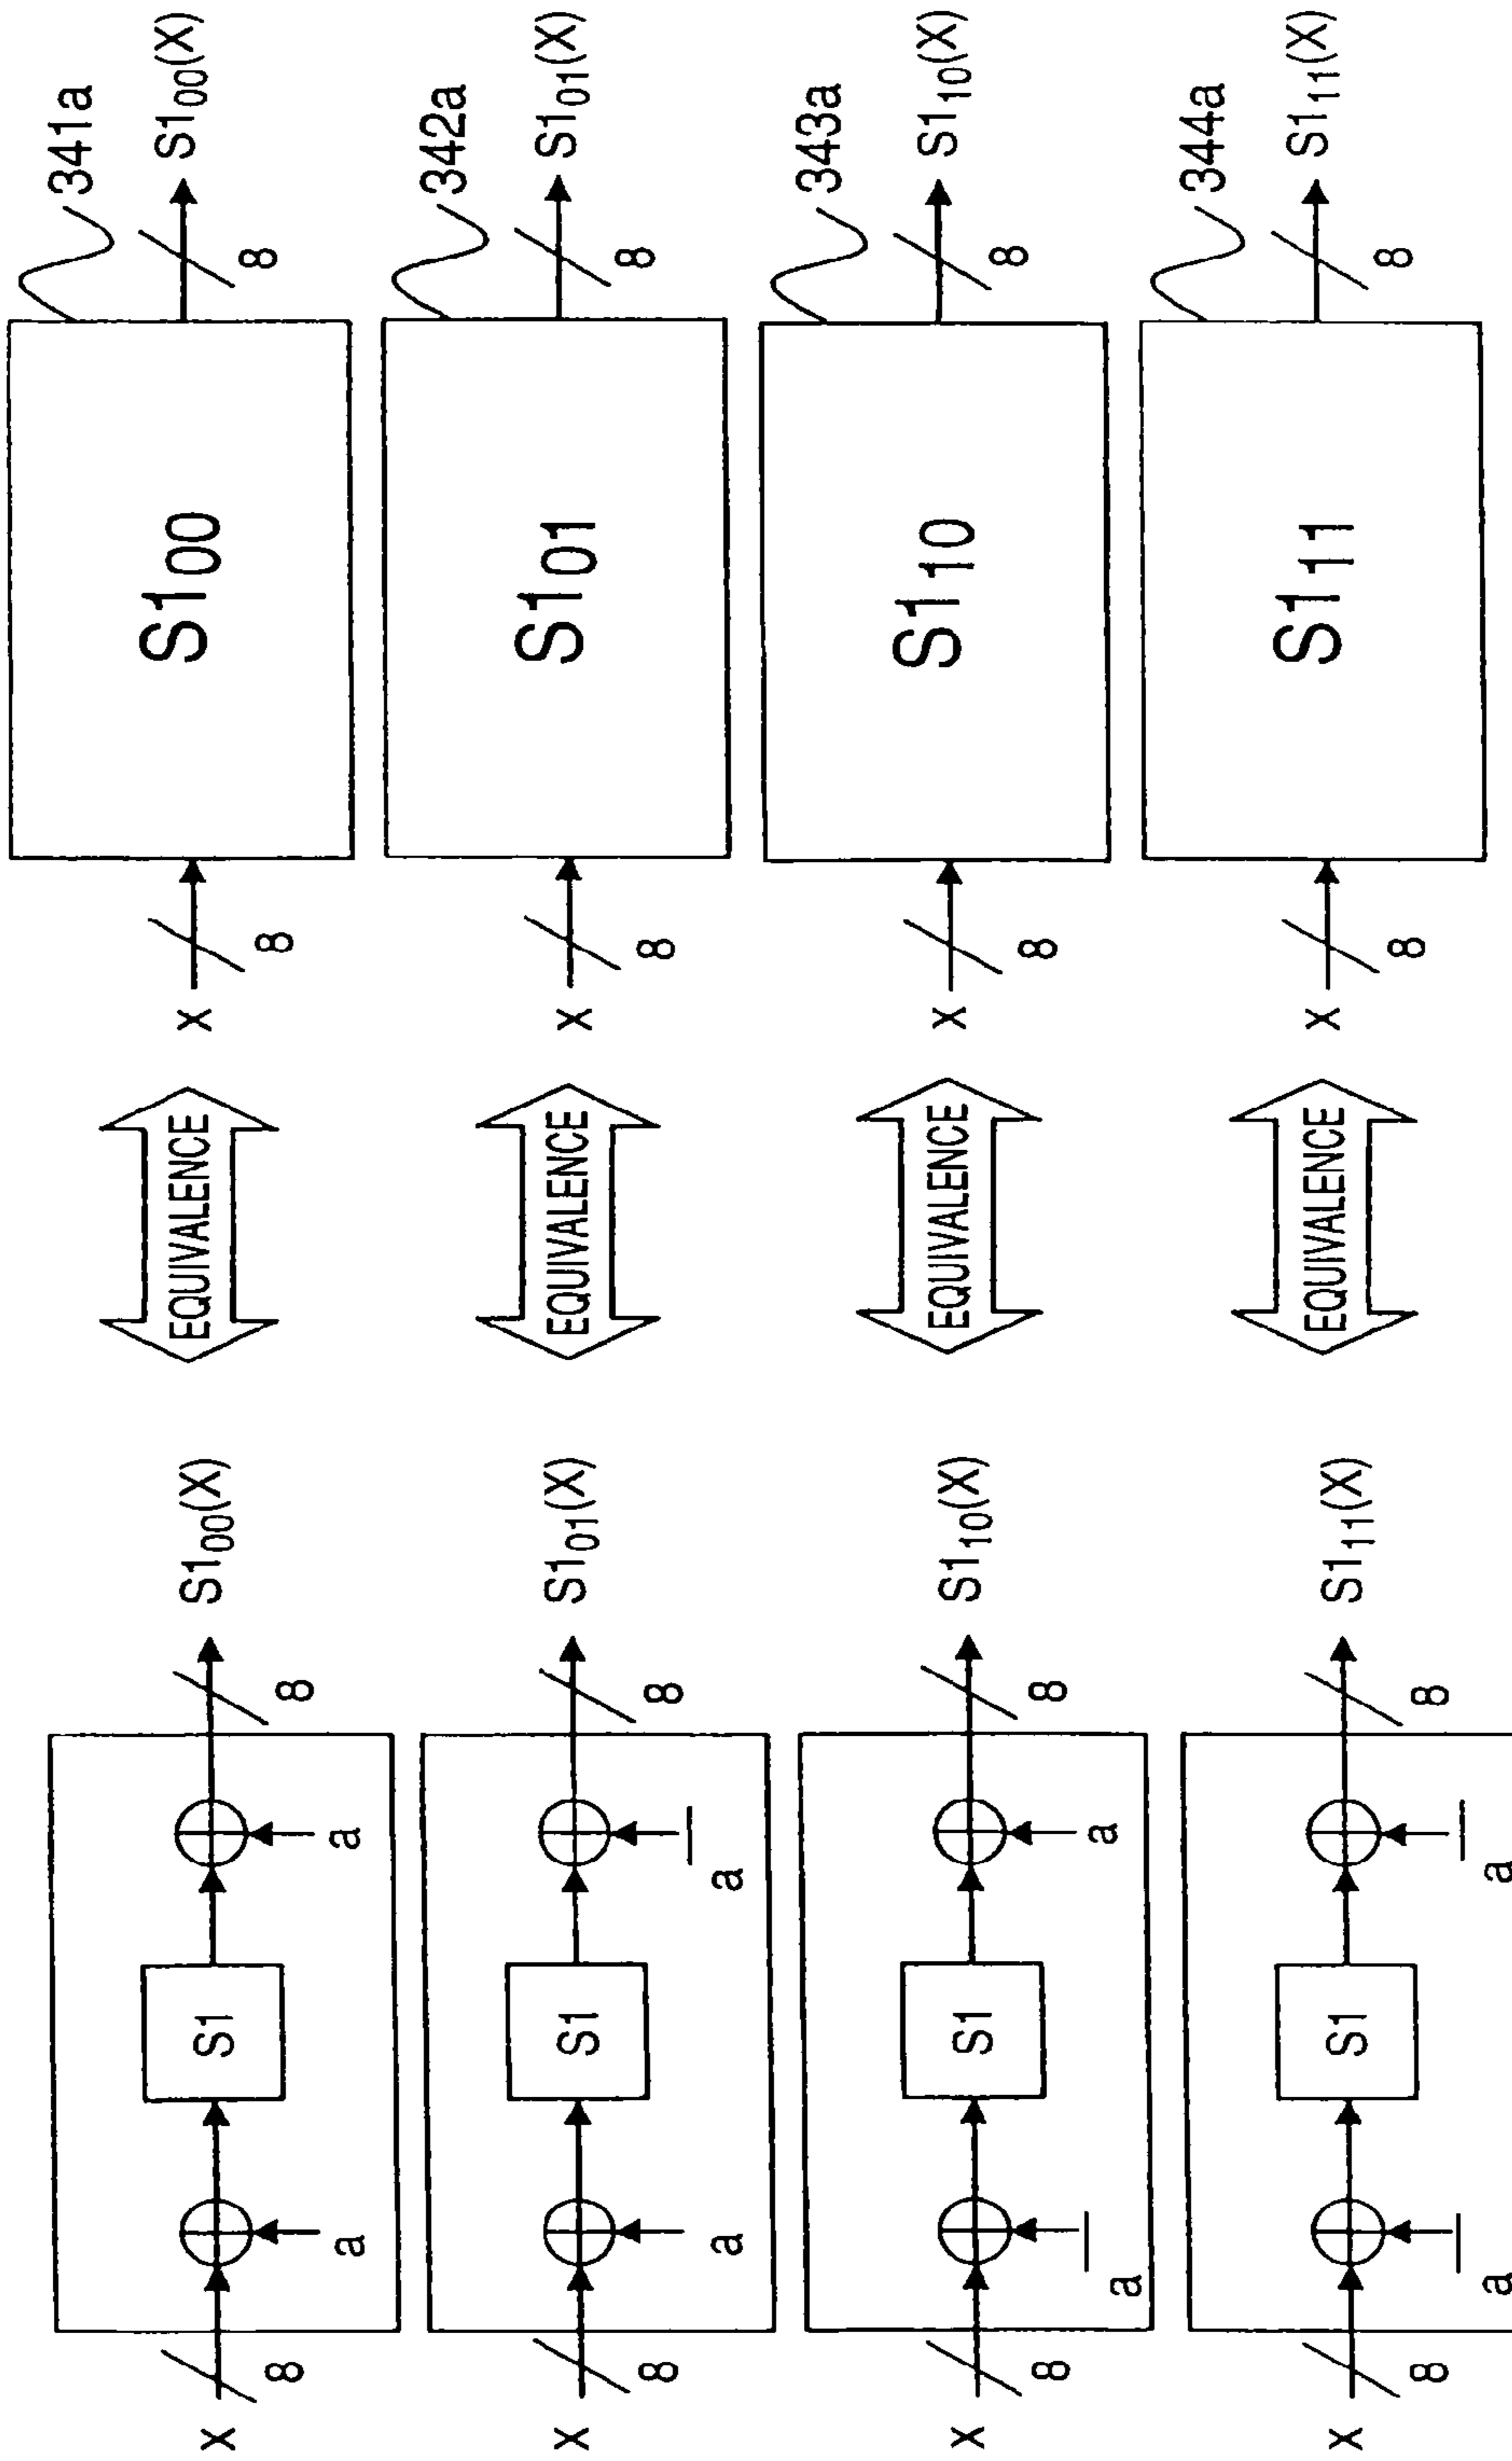 x
8
a
S1
a
8
S1₀₀(X)
EQUIVALENCE
x
8
S1₀₀
341a
8
S1₀₀(X)
x
8
a
S1
a̅
8
S1₀₁(X)
EQUIVALENCE
x
8
S1₀₁
342a
8
S1₀₁(X)
x
8
a̅
S1
a
8
S1₁₀(X)
EQUIVALENCE
x
8
S1₁₀
343a
8
S1₁₀(X)
x
8
a̅
S1
a̅
8
S1₁₁(X)
EQUIVALENCE
x
8
S1₁₁
344a
8
S1₁₁(X)